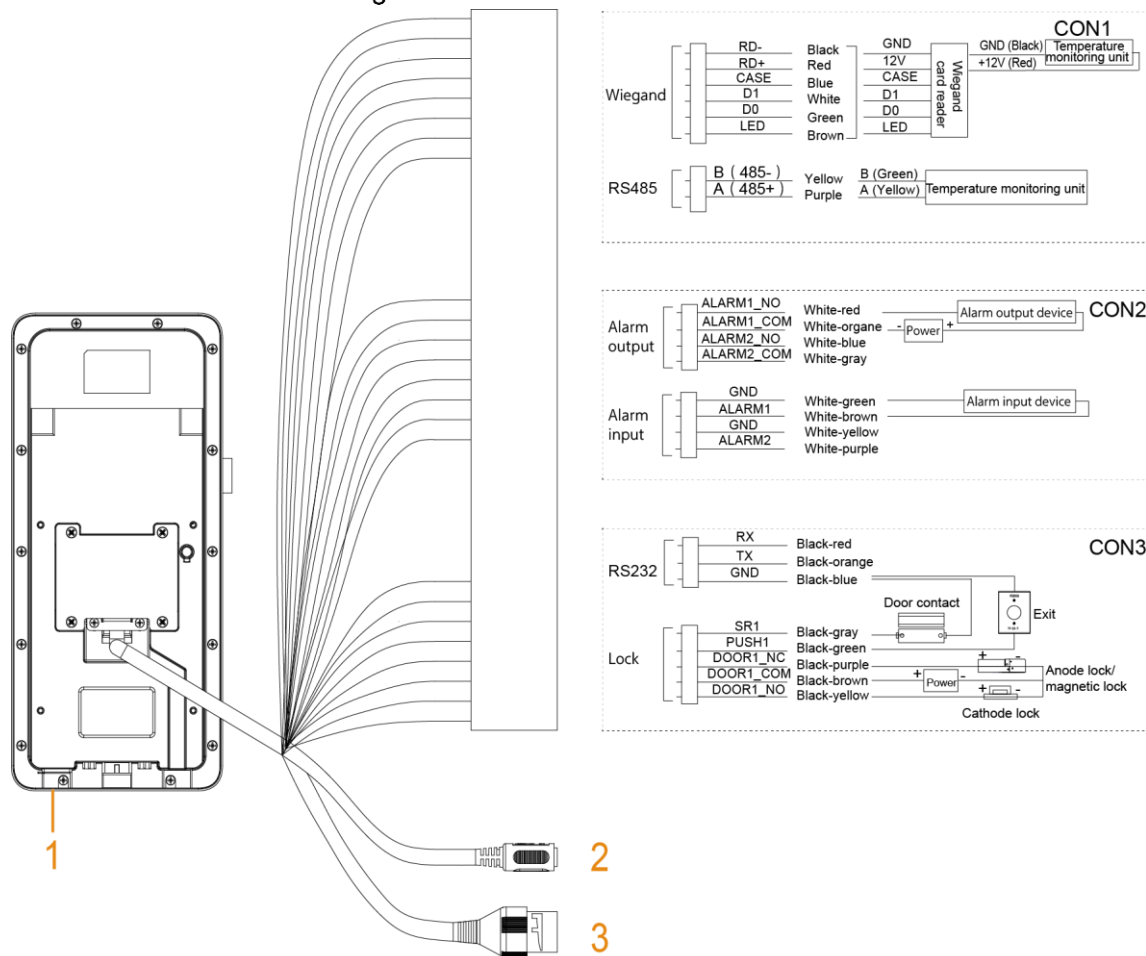 g
CON1
Wiegand
RD- Black GND
RD+ Red 12V
CASE Blue CASE
D1 White D1
D0 Green D0
LED Brown LED
Wiegand card reader
GND (Black)
+12V (Red)
Temperature
monitoring unit
RS485
B ( 485- ) Yellow B (Green)
A ( 485+ ) Purple A (Yellow)
Temperature monitoring unit
CON2
Alarm
output
ALARM1_NO White-red
ALARM1_COM White-organe
ALARM2_NO White-blue
ALARM2_COM White-gray
- Power +
Alarm output device
Alarm
input
GND White-green
ALARM1 White-brown
GND White-yellow
ALARM2 White-purple
Alarm input device
CON3
RS232
RX Black-red
TX Black-orange
GND Black-blue
Door contact
Exit
Lock
SR1 Black-gray
PUSH1 Black-green
DOOR1_NC Black-purple
DOOR1_COM Black-brown
DOOR1_NO Black-yellow
+ -
+ Power -
+ -
Anode lock/
magnetic lock
Cathode lock
1
2
3